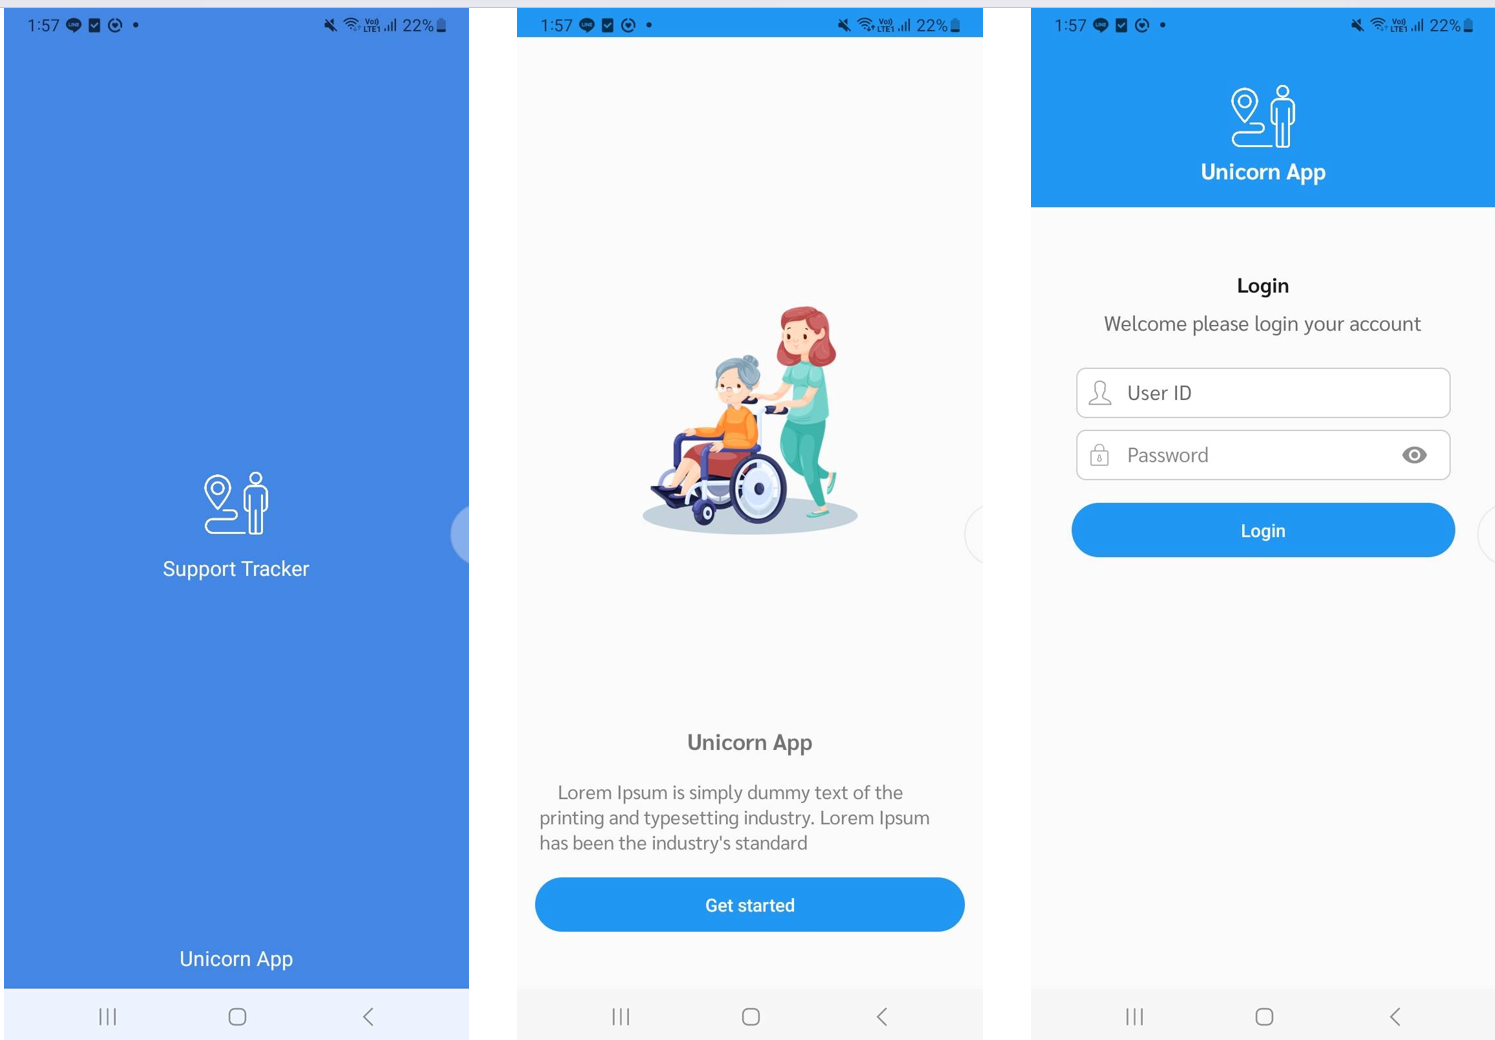 1:57
22%
Support Tracker
Unicorn App
1:57
22%
Unicorn App
Lorem Ipsum is simply dummy text of the
printing and typesetting industry. Lorem Ipsum
has been the industry's standard
Get started
1:57
22%
Unicorn App
Login
Welcome please login your account
User ID
Password
Login